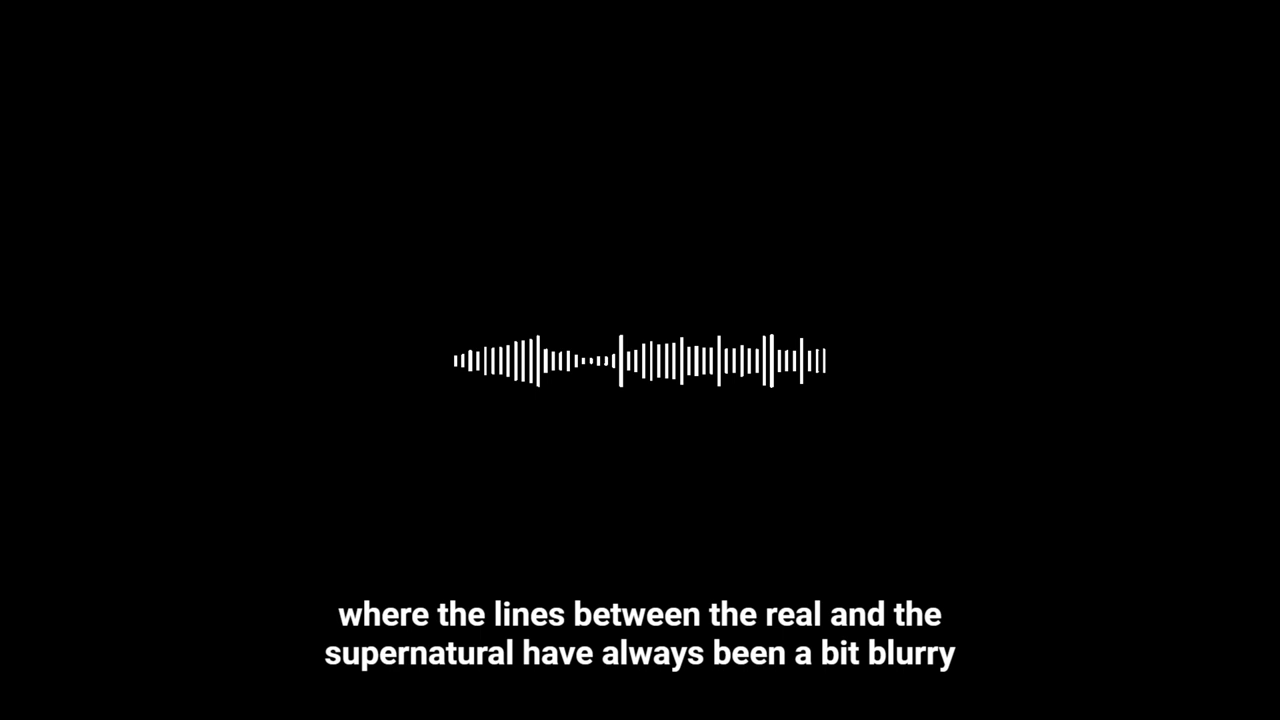 where the lines between the real and the
supernatural have always been a bit blurry